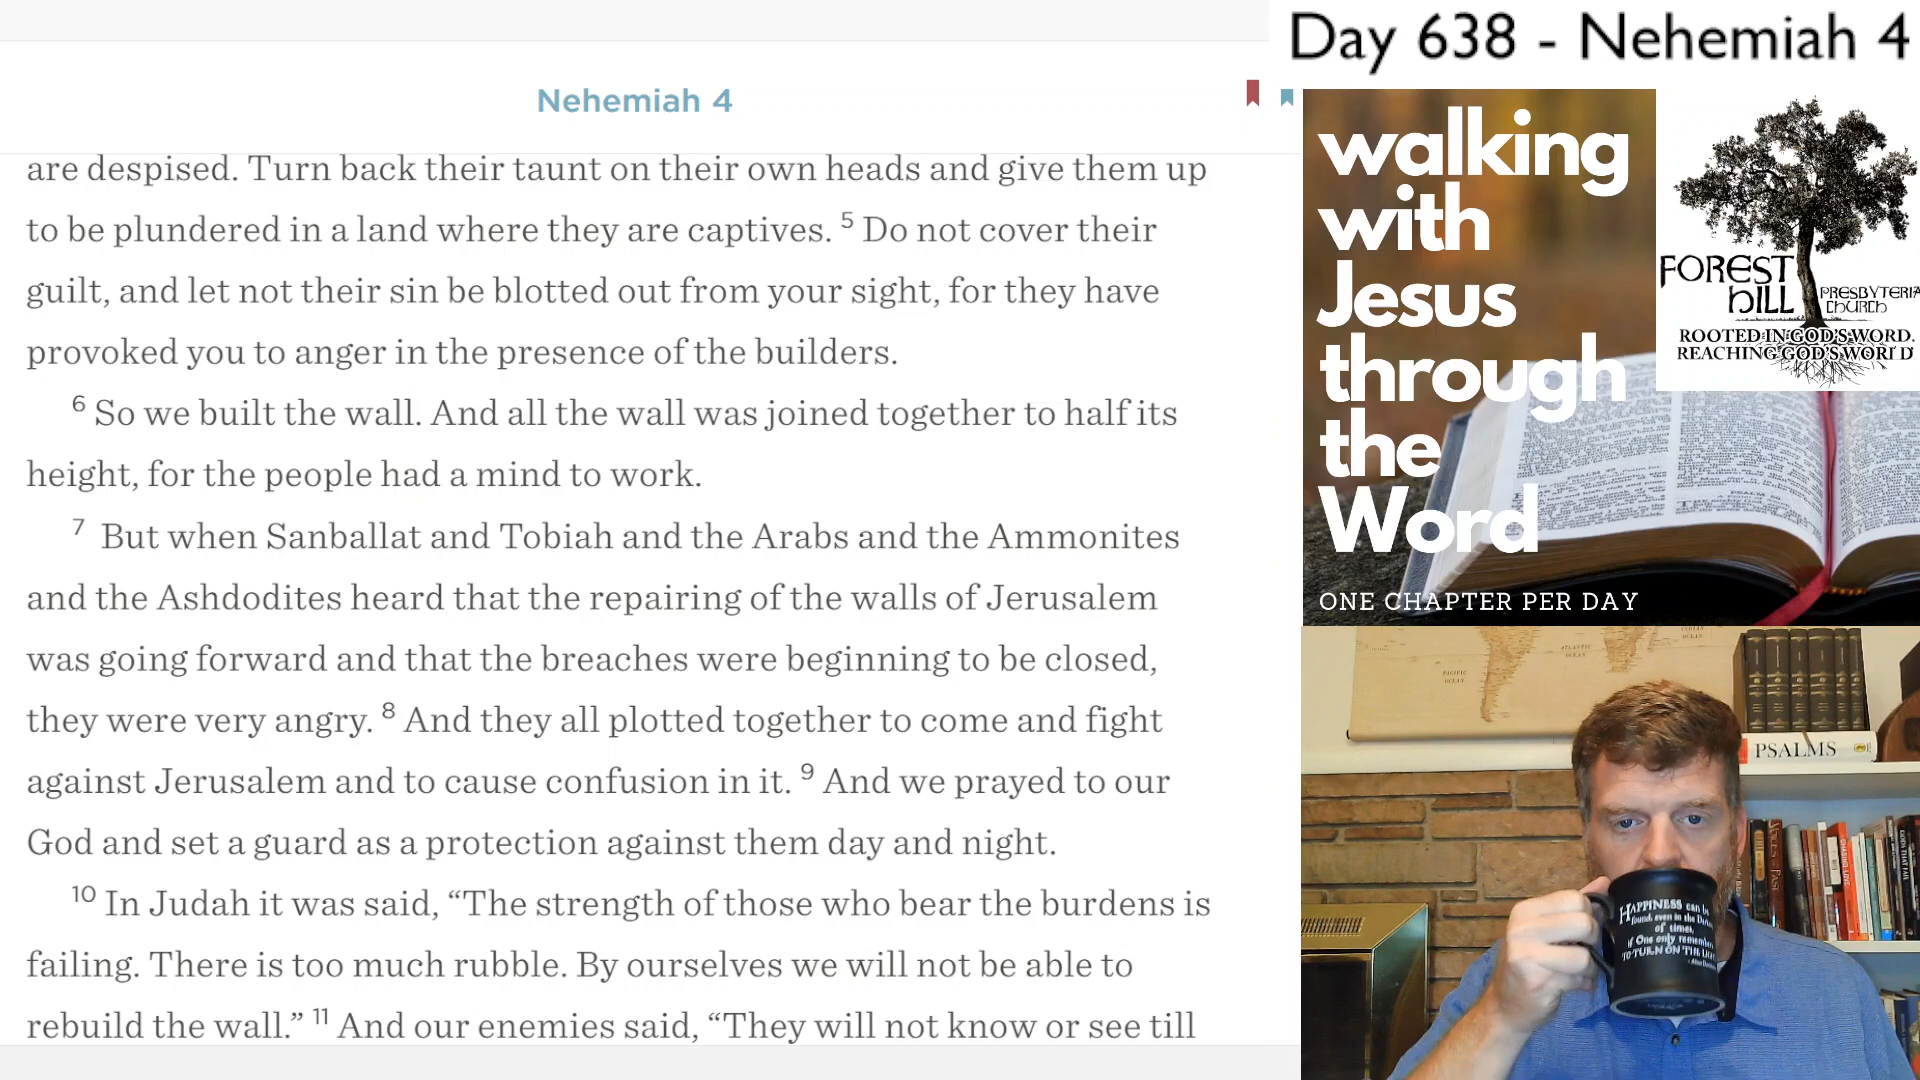 Day 638 - Nehemiah 4
Nehemiah 4
are despised. Turn back their taunt on their own heads and give them up
to be plundered in a land where they are captives. 5 Do not cover their
guilt, and let not their sin be blotted out from your sight, for they have
provoked you to anger in the presence of the builders.
6 So we built the wall. And all the wall was joined together to half its
height, for the people had a mind to work.
7 But when Sanballat and Tobiah and the Arabs and the Ammonites
and the Ashdodites heard that the repairing of the walls of Jerusalem
was going forward and that the breaches were beginning to be closed,
they were very angry. 8 And they all plotted together to come and fight
against Jerusalem and to cause confusion in it. 9 And we prayed to our
God and set a guard as a protection against them day and night.
10 In Judah it was said, “The strength of those who bear the burdens is
failing. There is too much rubble. By ourselves we will not be able to
rebuild the wall.” 11 And our enemies said, “They will not know or see till
walking
with
Jesus
through
the
Word
ONE CHAPTER PER DAY
FOREST
hILL
PRESBYTERIA
ChURCh
ROOTED IN GOD'S WORD.
REACHING GOD'S WORLD
PACIFIC
OCEAN
ATLANTIC
OCEAN
INDIAN
OCEAN
PSALMS
HAPPINESS can be
found, even in the Darkest
of times,
if One only remembers
TO TURN ON THE LIGHT